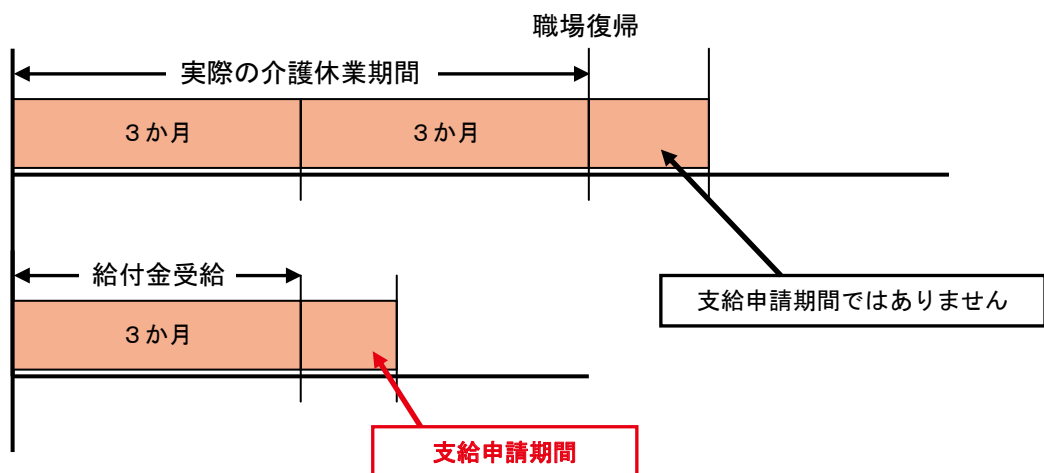 職場復帰
実際の介護休業期間
３か月
３か月
支給申請期間ではありません
給付金受給
３か月
支給申請期間